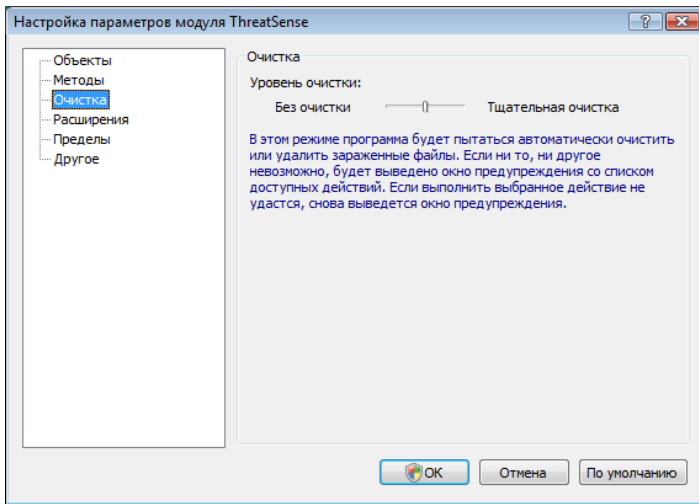 Настройка параметров модуля ThreatSense
Объекты
Методы
Очистка
Расширения
Пределы
Другое
Очистка
Уровень очистки:
Без очистки
Тщательная очистка
В этом режиме программа будет пытаться автоматически очистить
или удалить зараженные файлы. Если ни то, ни другое
невозможно, будет выведено окно предупреждения со списком
доступных действий. Если выполнить выбранное действие не
удастся, снова выведется окно предупреждения.
OK
Отмена
По умолчанию